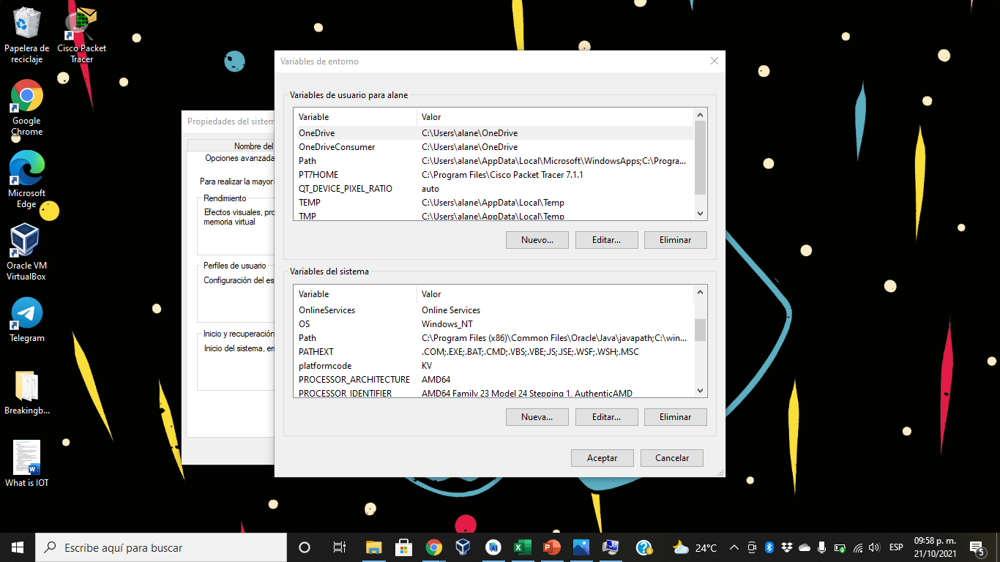 Papelera de
reciclaje
Cisco Packet
Tracer
Google
Chrome
Microsoft
Edge
Oracle VM
VirtualBox
Telegram
Breakingb...
What is IOT
Propiedades del sistem
Nombre del
Opciones avanzada
Para realizar la mayor
Rendimiento
Efectos visuales, pro
memoria virtual
Perfiles de usuario
Configuración del es
Inicio y recuperación
Inicio del sistema, er
Variables de entorno
Variables de usuario para alane
Variable Valor
OneDrive C:\Users\alane\OneDrive
OneDriveConsumer C:\Users\alane\OneDrive
Path C:\Users\alane\AppData\Local\Microsoft\WindowsApps;C:\Progra...
PT7HOME C:\Program Files\Cisco Packet Tracer 7.1.1
QT_DEVICE_PIXEL_RATIO auto
TEMP C:\Users\alane\AppData\Local\Temp
TMP C:\Users\alane\AppData\Local\Temp
Nuevo... Editar... Eliminar
Variables del sistema
Variable Valor
OnlineServices Online Services
OS Windows_NT
Path C:\Program Files (x86)\Common Files\Oracle\Java\javapath;C:\win...
PATHEXT .COM;.EXE;.BAT;.CMD;.VBS;.VBE;.JS;.JSE;.WSF;.WSH;.MSC
platformcode KV
PROCESSOR_ARCHITECTURE AMD64
PROCESSOR_IDENTIFIER AMD64 Family 23 Model 24 Stepping 1, AuthenticAMD
Nueva... Editar... Eliminar
Aceptar Cancelar
Escribe aquí para buscar
24°C
ESP
09:58 p. m.
21/10/2021
5